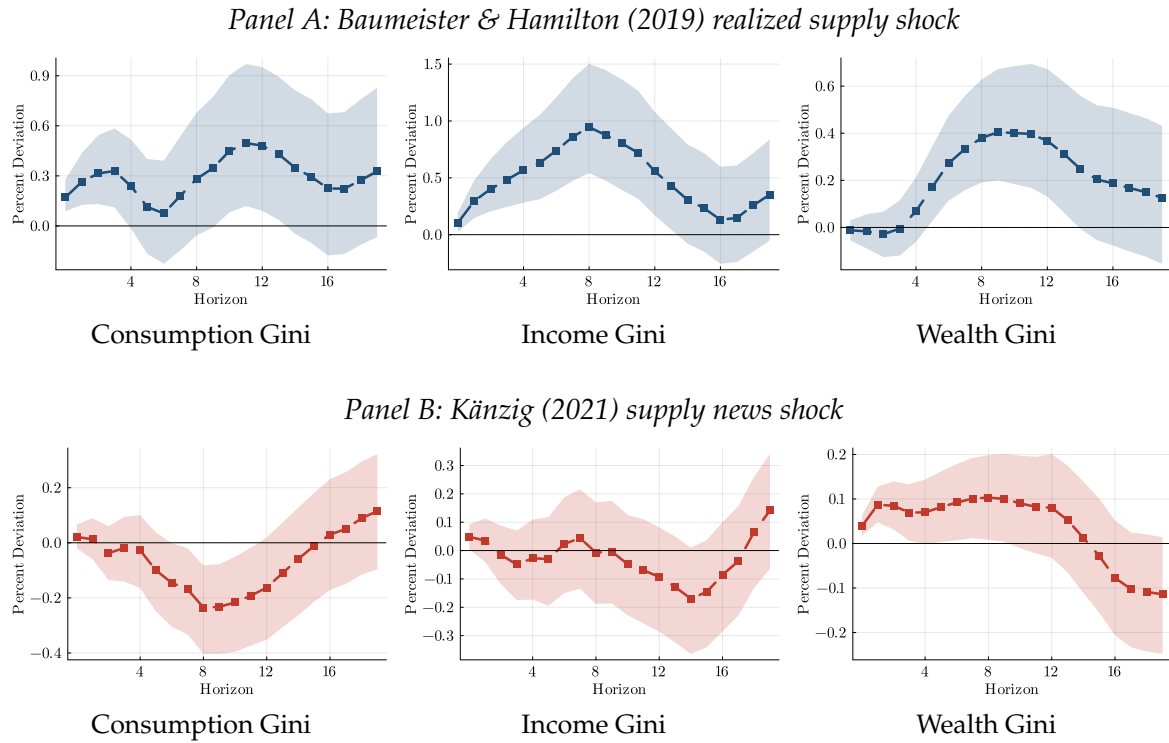 Panel A: Baumeister & Hamilton (2019) realized supply shock
Percent Deviation
0.9
0.6
0.3
0.0
4 8 12 16
Horizon
Consumption Gini
Percent Deviation
1.5
1.0
0.5
0.0
4 8 12 16
Horizon
Income Gini
Percent Deviation
0.6
0.4
0.2
0.0
4 8 12 16
Horizon
Wealth Gini
Panel B: Känzig (2021) supply news shock
Percent Deviation
0.2
0.0
−0.2
−0.4
4 8 12 16
Horizon
Consumption Gini
Percent Deviation
0.3
0.2
0.1
0.0
−0.1
−0.2
−0.3
4 8 12 16
Horizon
Income Gini
Percent Deviation
0.2
0.1
0.0
−0.1
−0.2
4 8 12 16
Horizon
Wealth Gini